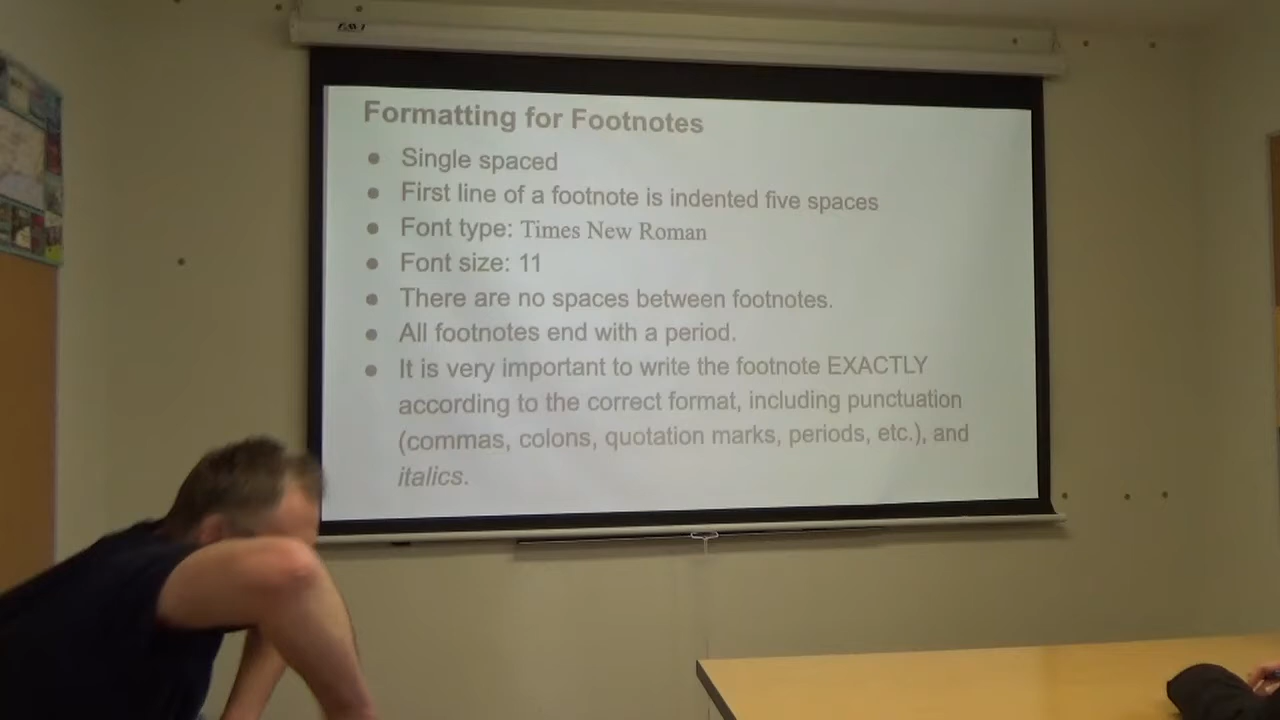 Formatting for Footnotes
● Single spaced
● First line of a footnote is indented five spaces
● Font type: Times New Roman
● Font size: 11
● There are no spaces between footnotes.
● All footnotes end with a period.
● It is very important to write the footnote EXACTLY
according to the correct format, including punctuation
(commas, colons, quotation marks, periods, etc.), and
italics.